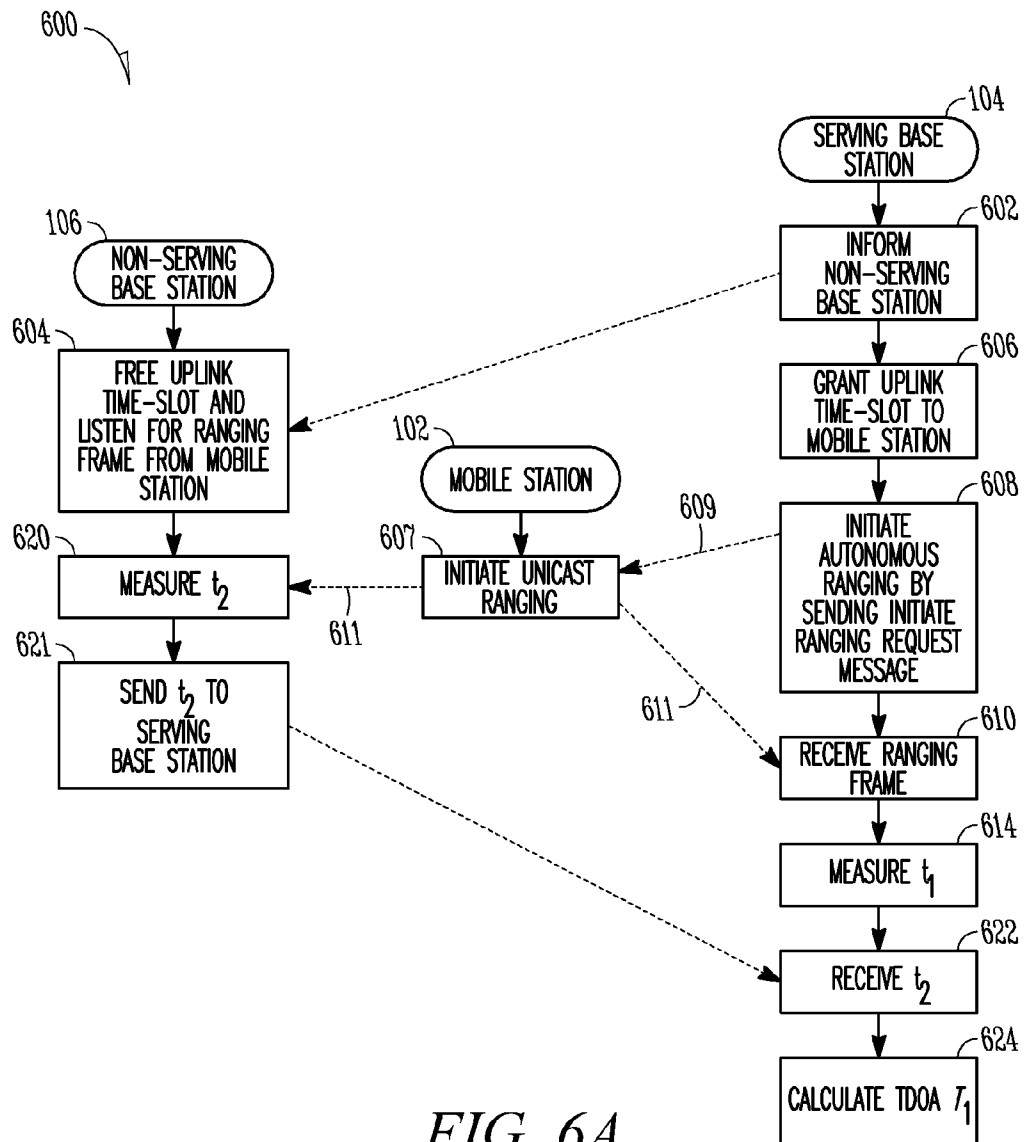 600
104
SERVING BASE
STATION
602
INFORM
NON-SERVING
BASE STATION
106
NON-SERVING
BASE STATION
604
FREE UPLINK
TIME-SLOT AND
LISTEN FOR RANGING
FRAME FROM MOBILE
STATION
606
GRANT UPLINK
TIME-SLOT TO
MOBILE STATION
102
MOBILE STATION
608
INITIATE
AUTONOMOUS
RANGING BY
SENDING INITIATE
RANGING REQUEST
MESSAGE
609
607
INITIATE UNICAST
RANGING
620
MEASURE t2
611
621
SEND t2 TO
SERVING
BASE STATION
611
610
RECEIVE RANGING
FRAME
614
MEASURE t1
622
RECEIVE t2
624
CALCULATE TDOA T1
FIG. 6A